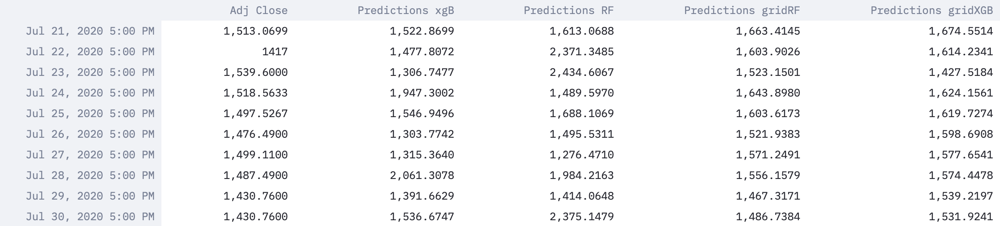 Adj Close Predictions xgB Predictions RF Predictions gridRF Predictions gridXGB
Jul 21, 2020 5:00 PM 1,513.0699 1,522.8699 1,613.0688 1,663.4145 1,674.5514
Jul 22, 2020 5:00 PM 1417 1,477.8072 2,371.3485 1,603.9026 1,614.2341
Jul 23, 2020 5:00 PM 1,539.6000 1,306.7477 2,434.6067 1,523.1501 1,427.5184
Jul 24, 2020 5:00 PM 1,518.5633 1,947.3002 1,489.5970 1,643.8980 1,624.1561
Jul 25, 2020 5:00 PM 1,497.5267 1,546.9496 1,688.1069 1,603.6173 1,619.7274
Jul 26, 2020 5:00 PM 1,476.4900 1,303.7742 1,495.5311 1,521.9383 1,598.6908
Jul 27, 2020 5:00 PM 1,499.1100 1,315.3640 1,276.4710 1,571.2491 1,577.6541
Jul 28, 2020 5:00 PM 1,487.4900 2,061.3078 1,984.2163 1,556.1579 1,574.4478
Jul 29, 2020 5:00 PM 1,430.7600 1,391.6629 1,414.0648 1,467.3171 1,539.2197
Jul 30, 2020 5:00 PM 1,430.7600 1,536.6747 2,375.1479 1,486.7384 1,531.9241